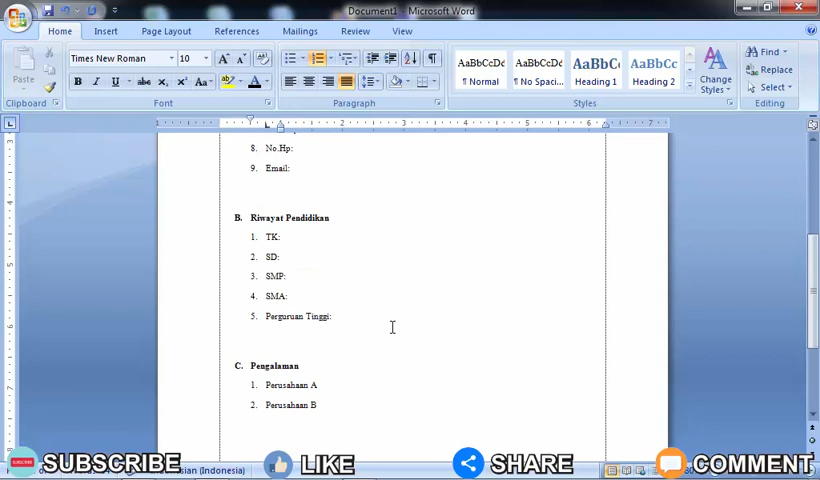 Document1 - Microsoft Word
Home Insert Page Layout References Mailings Review View
Times New Roman 10
Paste
AaBbCcDd AaBbCcDd AaBbC AaBbCc
¶ Normal ¶ No Spaci... Heading 1 Heading 2
Change Styles
Find
Replace
Select
Clipboard Font Paragraph Styles Editing
8. No.Hp:
9. Email:
B. Riwayat Pendidikan
1. TK:
2. SD:
3. SMP:
4. SMA:
5. Perguruan Tinggi:
C. Pengalaman
1. Perusahaan A
2. Perusahaan B
(Indonesia)
SUBSCRIBE LIKE SHARE COMMENT